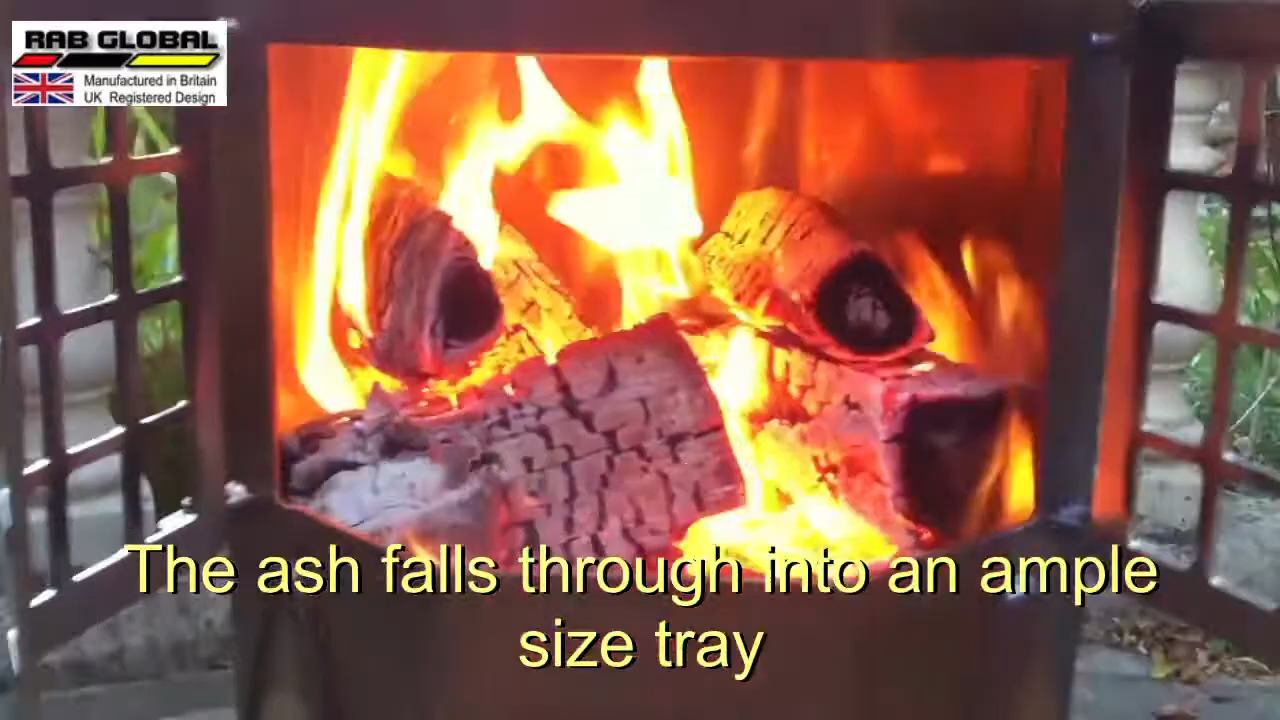 RAB GLOBAL
Manufactured in Britain
UK Registered Design
The ash falls through into an ample
size tray